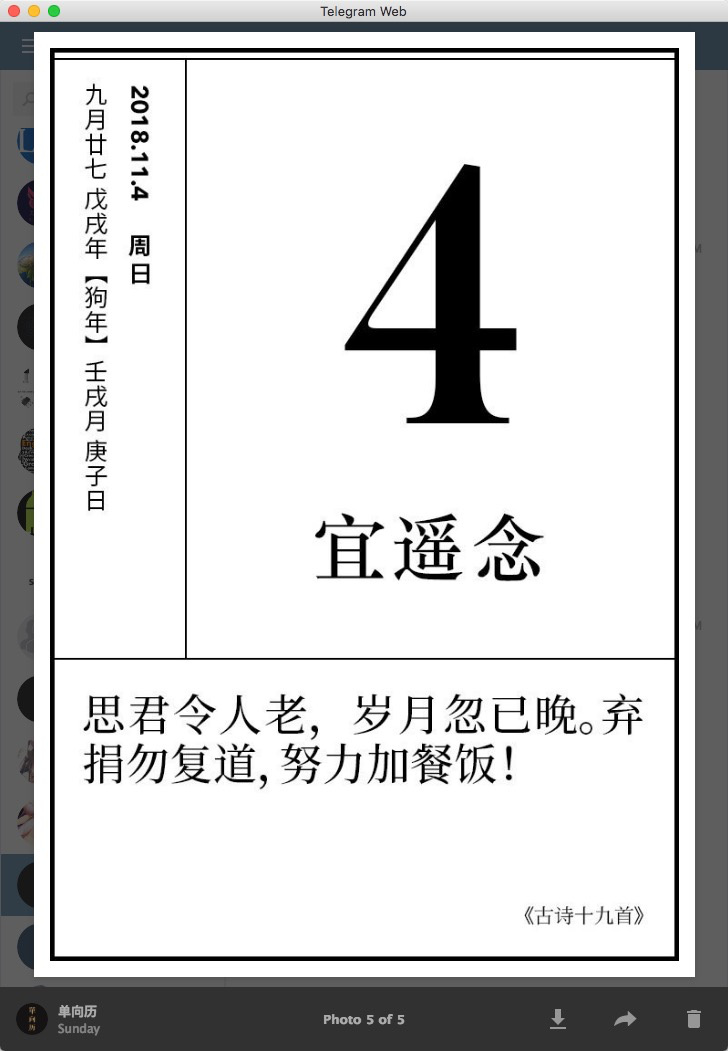 Telegram Web
2018.11.4 周日
九月廿七 戊戌年【狗年】壬戌月 庚子日
4
宜遥念
思君令人老，岁月忽已晚。弃
捐勿复道，努力加餐饭！
《古诗十九首》
单向历
单向历
Sunday
Photo 5 of 5